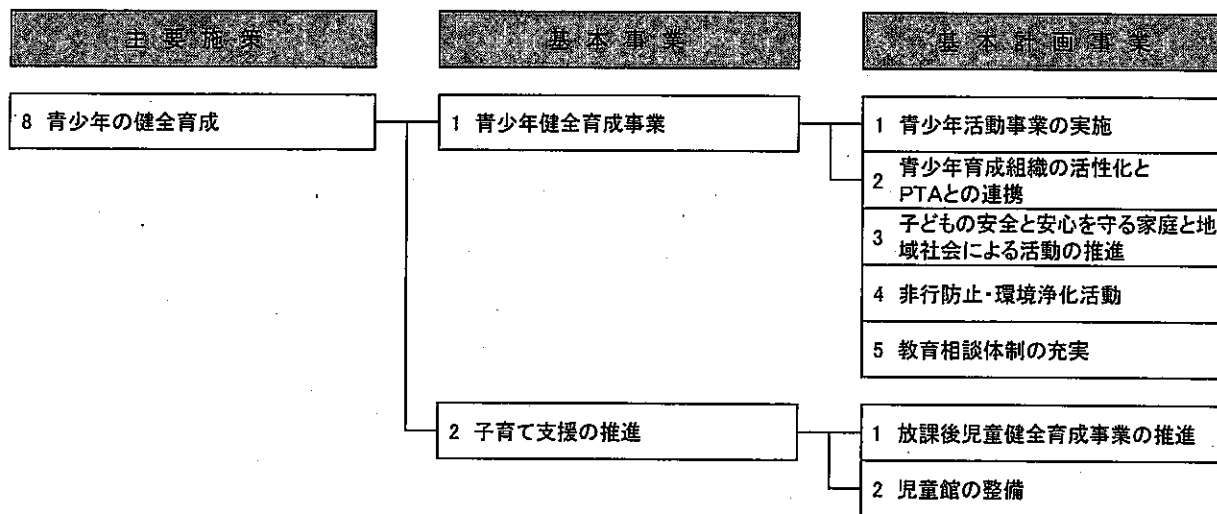 主要施策
基本事業
基本計画事業
8 青少年の健全育成
1 青少年健全育成事業
1 青少年活動事業の実施
2 青少年育成組織の活性化と
PTAとの連携
3 子どもの安全と安心を守る家庭と地
域社会による活動の推進
4 非行防止・環境浄化活動
5 教育相談体制の充実
2 子育て支援の推進
1 放課後児童健全育成事業の推進
2 児童館の整備